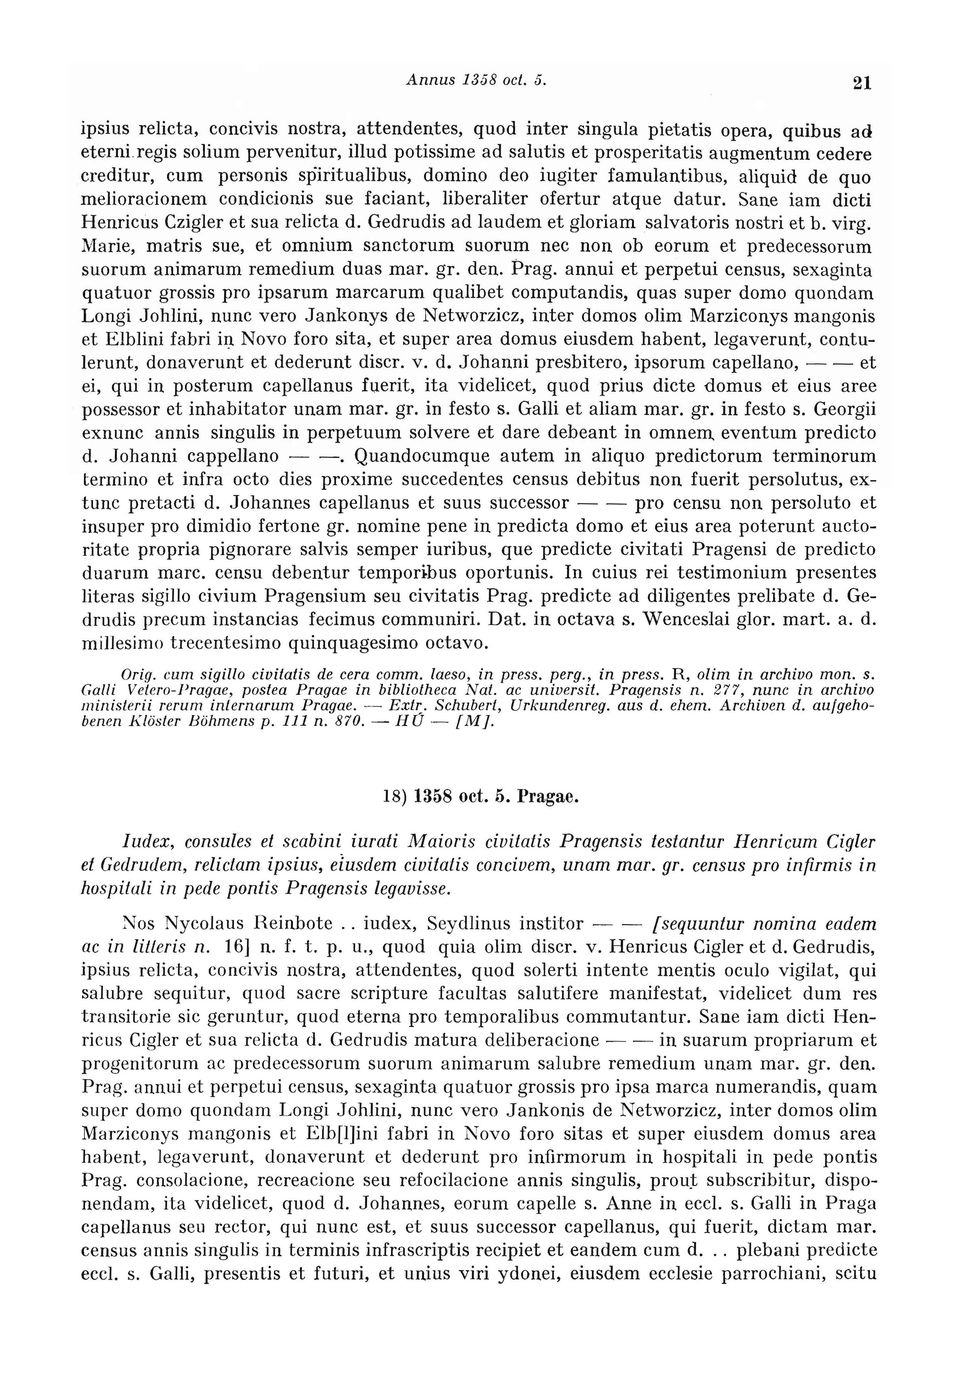 Annus 1358 oct. 5. 21
ipsius relicta, concivis nostra, attendentes, quod inter singula pietatis opera, quibus ad
eterni regis solium pervenitur, illud potissime ad salutis et prosperitatis augmentum cedere
creditur, cum personis spiritualibus, domino deo iugiter famulantibus, aliquid de quo
melioracionem condicionis sue faciant, liberaliter ofertur atque datur. Sane iam dicti
Henricus Czigler et sua relicta d. Gedrudis ad laudem et gloriam salvatoris nostri et b. virg.
Marie, matris sue, et omnium sanctorum suorum nec non ob eorum et predecessorum
suorum animarum remedium duas mar. gr. den. Prag. annui et perpetui census, sexaginta
quatuor grossis pro ipsarum marcarum qualibet computandis, quas super domo quondam
Longi Johlini, nunc vero Jankonys de Networzicz, inter domos olim Marziconys mangonis
et Elblini fabri in Novo foro sita, et super area domus eiusdem habent, legaverunt, contu-
lerunt, donaverunt et dederunt discr. v. d. Johanni presbitero, ipsorum capellano, — — et
ei, qui in posterum capellanus fuerit, ita videlicet, quod prius dicte domus et eius aree
possessor et inhabitator unam mar. gr. in festo s. Galli et aliam mar. gr. in festo s. Georgii
exnunc annis singulis in perpetuum solvere et dare debeant in omnem eventum predicto
d. Johanni cappellano — —. Quandocumque autem in aliquo predictorum terminorum
termino et infra octo dies proxime succedentes census debitus non fuerit persolutus, ex-
tunc pretacti d. Johannes capellanus et suus successor — — pro censu non persoluto et
insuper pro dimidio fertone gr. nomine pene in predicta domo et eius area poterunt aucto-
ritate propria pignorare salvis semper iuribus, que predicte civitati Pragensi de predicto
duarum marc. censu debentur temporibus oportunis. In cuius rei testimonium presentes
literas sigillo civium Pragensium seu civitatis Prag. predicte ad diligentes prelibate d. Ge-
drudis precum instancias fecimus communiri. Dat. in octava s. Wenceslai glor. mart. a. d.
millesimo trecentesimo quinquagesimo octavo.
Orig. cum sigillo civitatis de cera comm. laeso, in press. perg., in press. R, olim in archivo mon. s.
Galli Vetero-Pragae, postea Pragae in bibliotheca Nat. ac universit. Pragensis n. 277, nunc in archivo
ministerii rerum internarum Pragae. — Extr. Schubert, Urkundenreg. aus d. ehem. Archiven d. aufgeho-
benen Klöster Böhmens p. 111 n. 870. — HÚ — [M].
18) 1358 oct. 5. Pragae.
Iudex, consules et scabini iurati Maioris civitatis Pragensis testantur Henricum Cigler
et Gedrudem, relictam ipsius, eiusdem civitatis concivem, unam mar. gr. census pro infirmis in
hospitali in pede pontis Pragensis legavisse.
Nos Nycolaus Reinbote . . iudex, Seydlinus institor — — [sequuntur nomina eadem
ac in litteris n. 16] n. f. t. p. u., quod quia olim discr. v. Henricus Cigler et d. Gedrudis,
ipsius relicta, concivis nostra, attendentes, quod solerti intente mentis oculo vigilat, qui
salubre sequitur, quod sacre scripture facultas salutifere manifestat, videlicet dum res
transitorie sic geruntur, quod eterna pro temporalibus commutantur. Sane iam dicti Hen-
ricus Cigler et sua relicta d. Gedrudis matura deliberacione — — in suarum propriarum et
progenitorum ac predecessorum suorum animarum salubre remedium unam mar. gr. den.
Prag. annui et perpetui census, sexaginta quatuor grossis pro ipsa marca numerandis, quam
super domo quondam Longi Johlini, nunc vero Jankonis de Networzicz, inter domos olim
Marziconys mangonis et Elb[l]ini fabri in Novo foro sitas et super eiusdem domus area
habent, legaverunt, donaverunt et dederunt pro infirmorum in hospitali in pede pontis
Prag. consolacione, recreacione seu refocilacione annis singulis, prout subscribitur, dispo-
nendam, ita videlicet, quod d. Johannes, eorum capelle s. Anne in eccl. s. Galli in Praga
capellanus seu rector, qui nunc est, et suus successor capellanus, qui fuerit, dictam mar.
census annis singulis in terminis infrascriptis recipiet et eandem cum d. . . plebani predicte
eccl. s. Galli, presentis et futuri, et unius viri ydonei, eiusdem ecclesie parrochiani, scitu